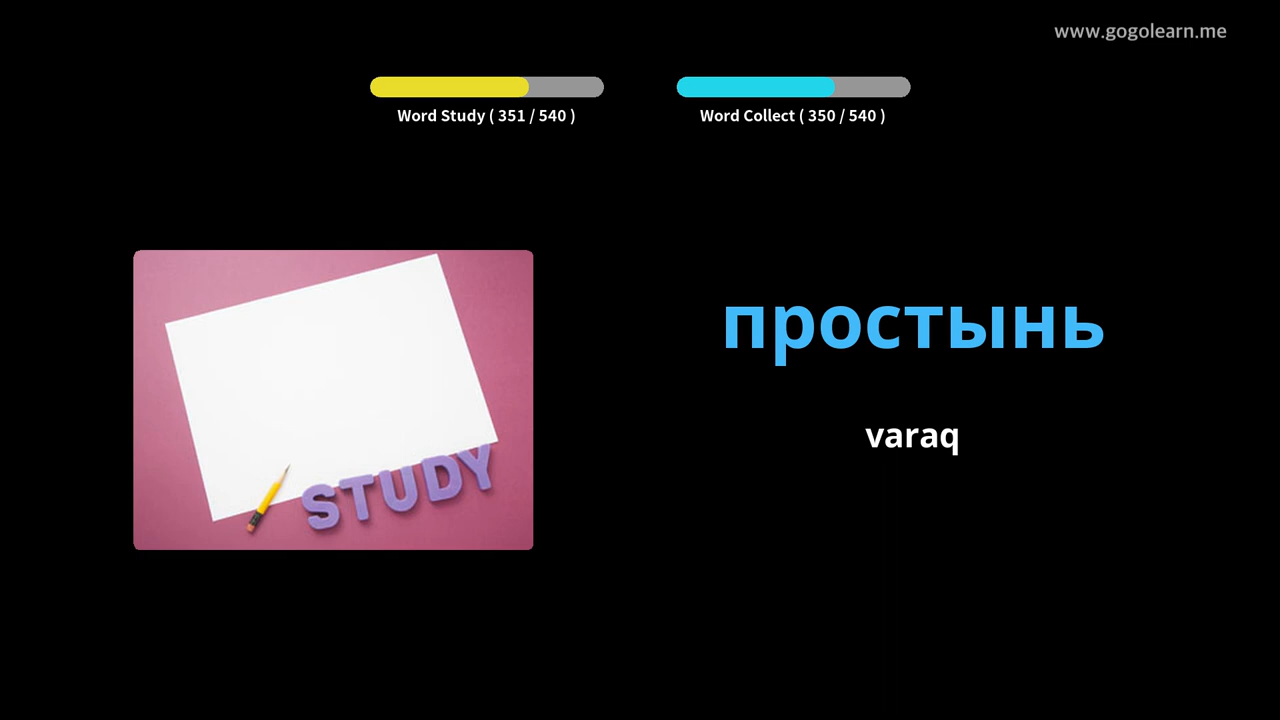 www.gogolearn.me
Word Study ( 351 / 540 )
Word Collect ( 350 / 540 )
STUDY
простынь
varaq